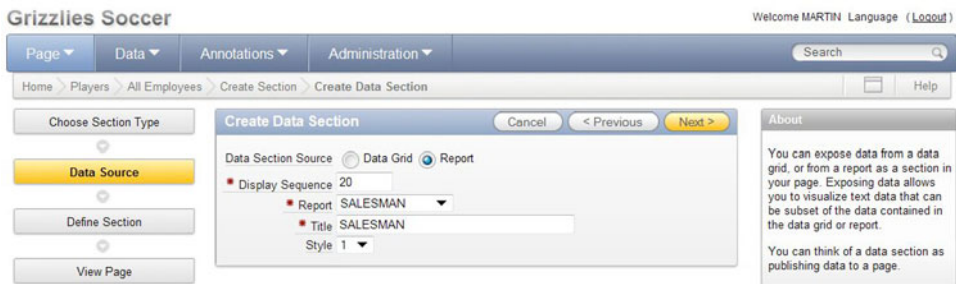 Grizzlies Soccer
Welcome MARTIN Language (Logout)
Page Data Annotations Administration
Search
Home Players All Employees Create Section Create Data Section
Help
Choose Section Type
Data Source
Define Section
View Page
Create Data Section
Cancel < Previous Next >
Data Section Source Data Grid Report
* Display Sequence 20
* Report SALESMAN
* Title SALESMAN
Style 1
About
You can expose data from a data
grid, or from a report as a section in
your page. Exposing data allows
you to visualize text data that can
be subset of the data contained in
the data grid or report.
You can think of a data section as
publishing data to a page.